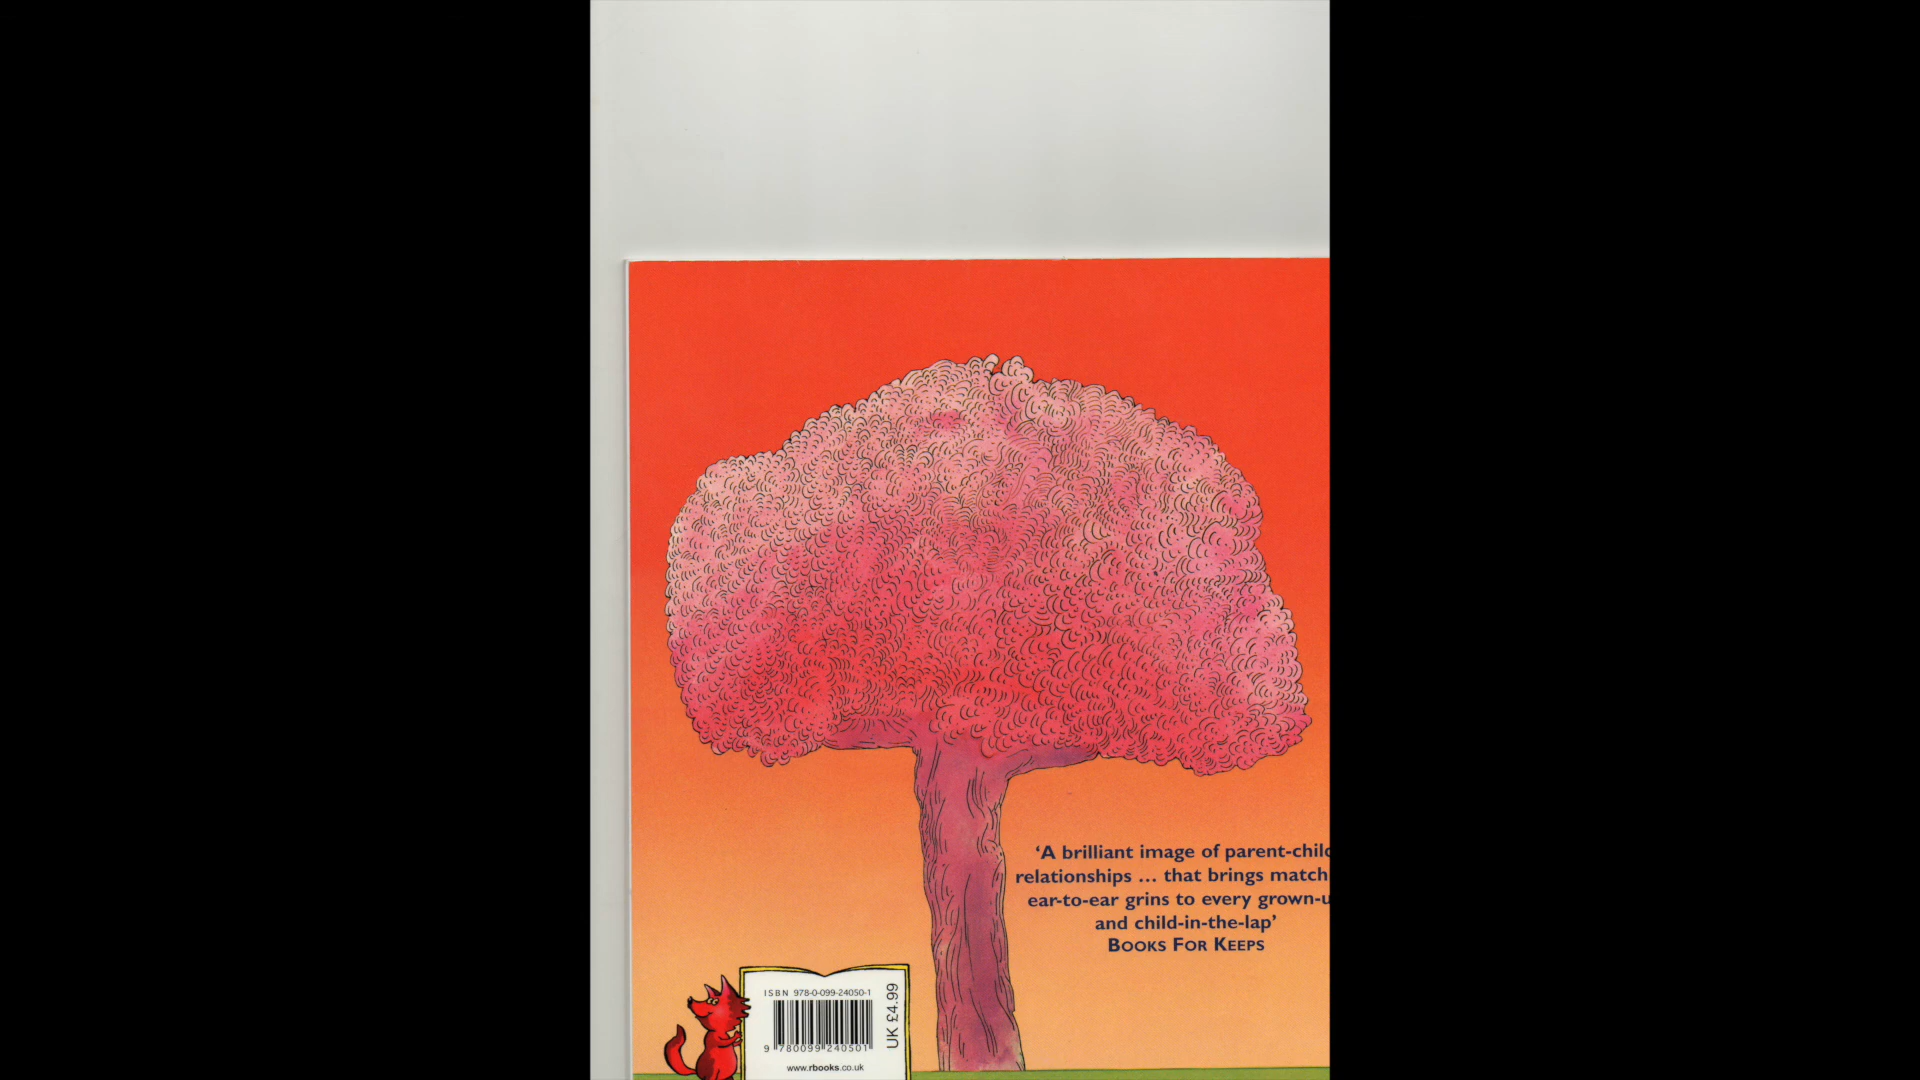 ‘A brilliant image of parent-chil
relationships ... that brings match
ear-to-ear grins to every grown-u
and child-in-the-lap’
BOOKS FOR KEEPS
ISBN 978-0-099-24050-1
UK £4.99
9 780099 240501
www.rbooks.co.uk